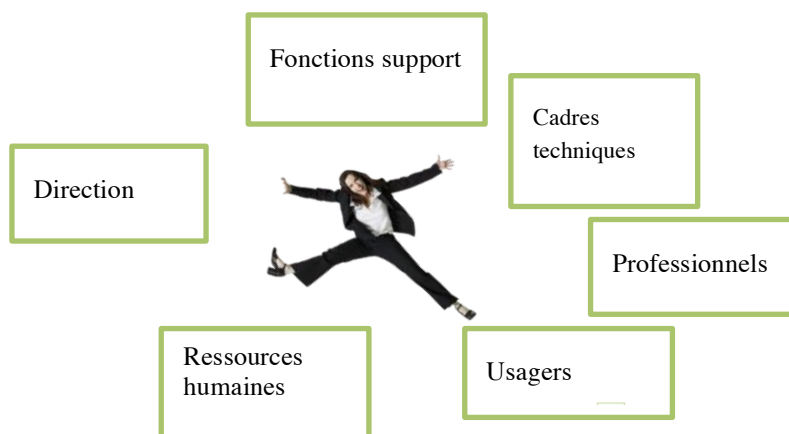 Fonctions support
Cadres
techniques
Direction
Professionnels
Ressources
humaines
Usagers